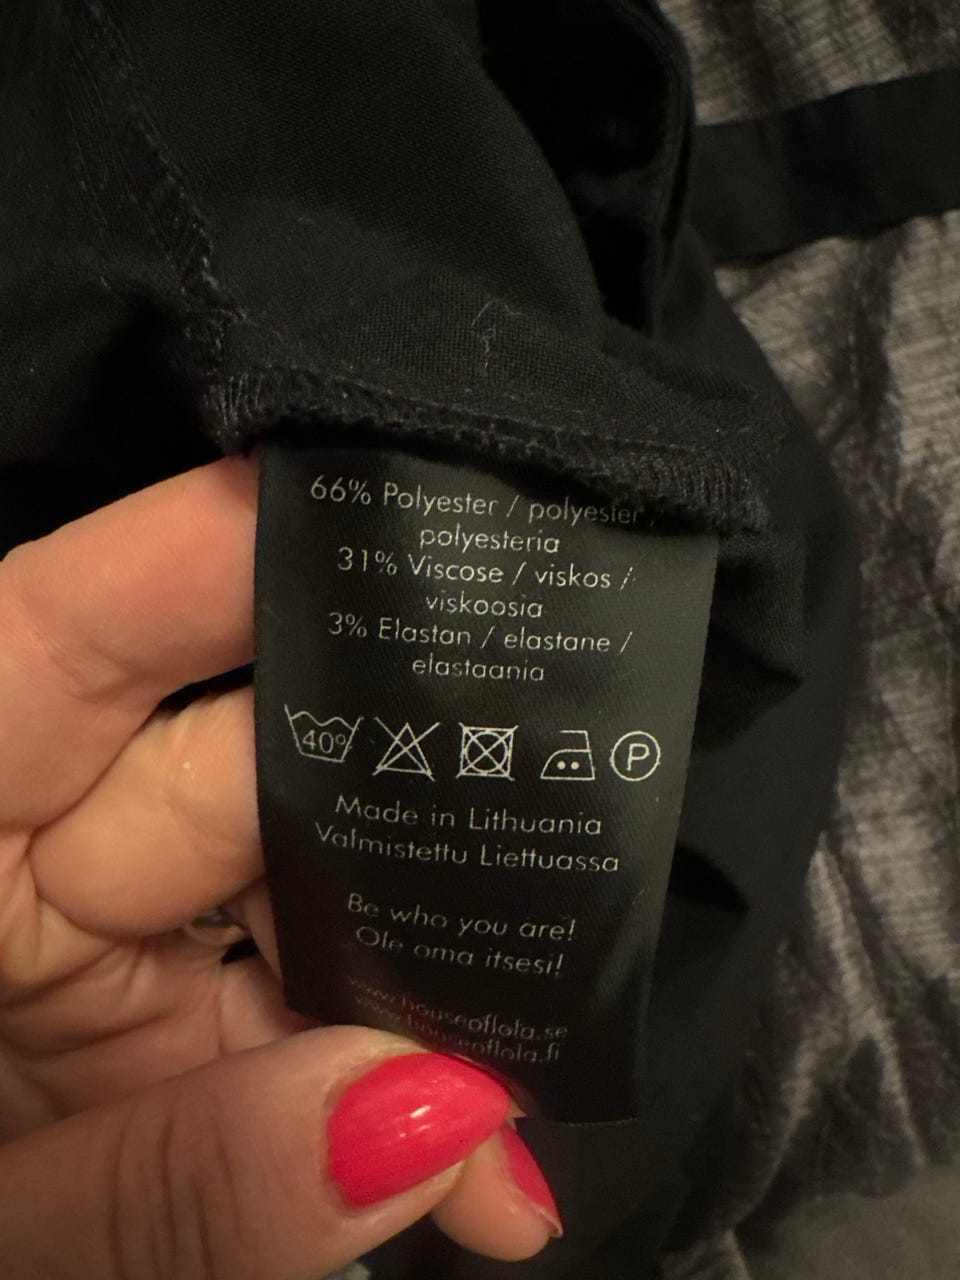 66% Polyester / polyester /
polyesteria
31% Viscose / viskos /
viskoosia
3% Elastan / elastane /
elastaania
40°
P
Made in Lithuania
Valmistettu Liettuassa
Be who you are!
Ole oma itsesi!
www.houseoflola.se
www.houseoflola.fi